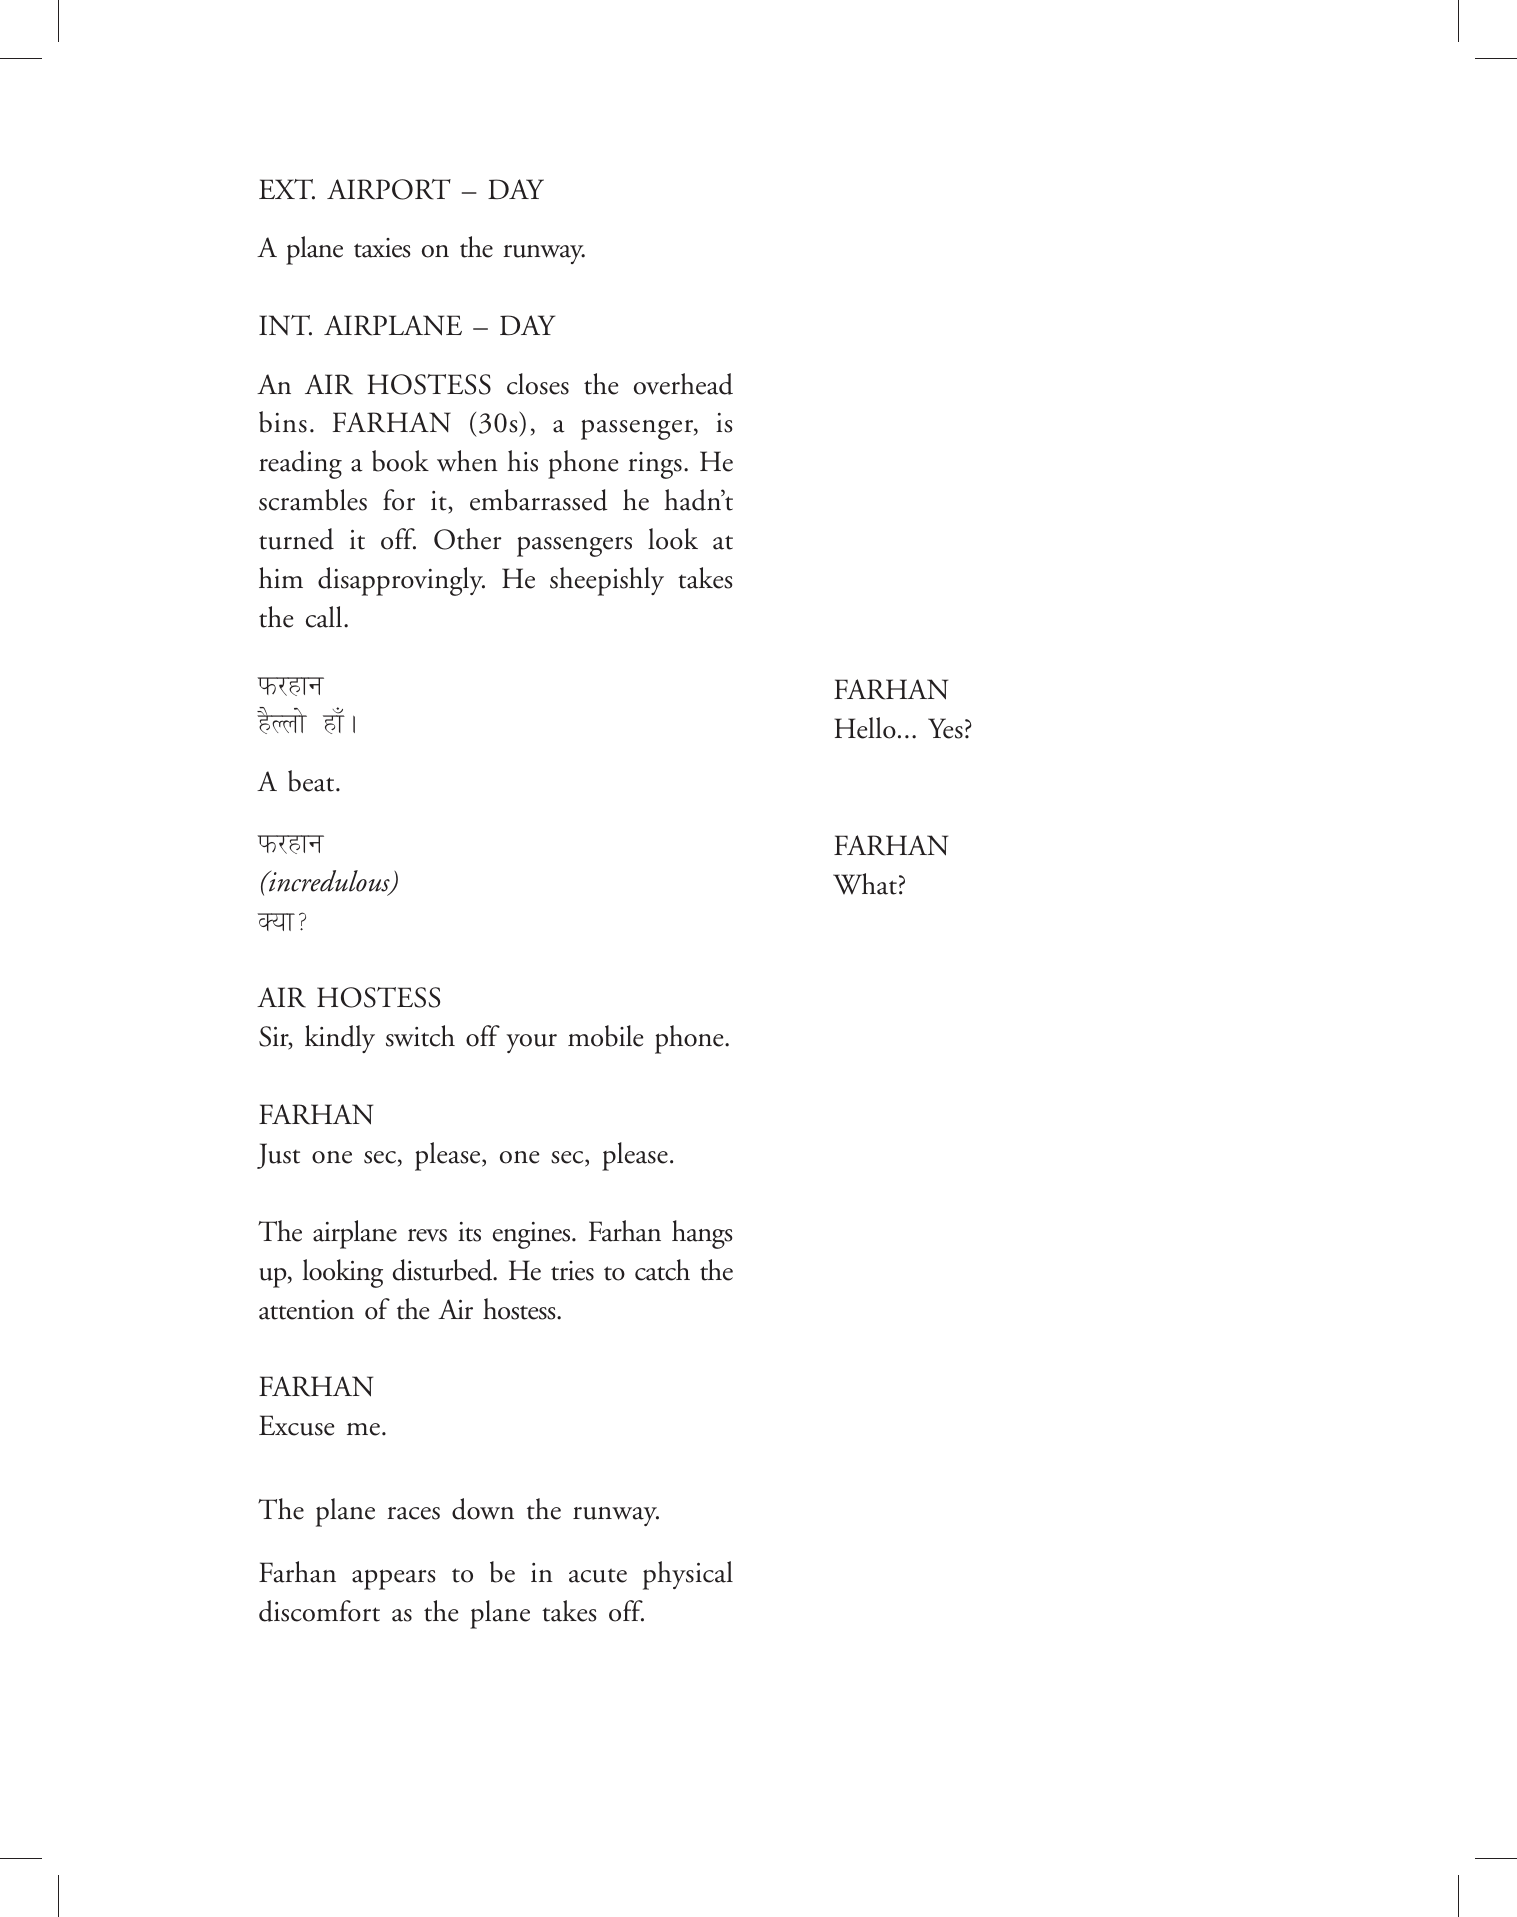 EXT. AIRPORT – DAY
A plane taxies on the runway.
INT. AIRPLANE – DAY
An AIR HOSTESS closes the overhead
bins. FARHAN (30s), a passenger, is
reading a book when his phone rings. He
scrambles for it, embarrassed he hadn’t
turned it off. Other passengers look at
him disapprovingly. He sheepishly takes
the call.
फरहान
हैल्लो हाँ।
FARHAN
Hello... Yes?
A beat.
फरहान
(incredulous)
क्या?
FARHAN
What?
AIR HOSTESS
Sir, kindly switch off your mobile phone.
FARHAN
Just one sec, please, one sec, please.
The airplane revs its engines. Farhan hangs
up, looking disturbed. He tries to catch the
attention of the Air hostess.
FARHAN
Excuse me.
The plane races down the runway.
Farhan appears to be in acute physical
discomfort as the plane takes off.